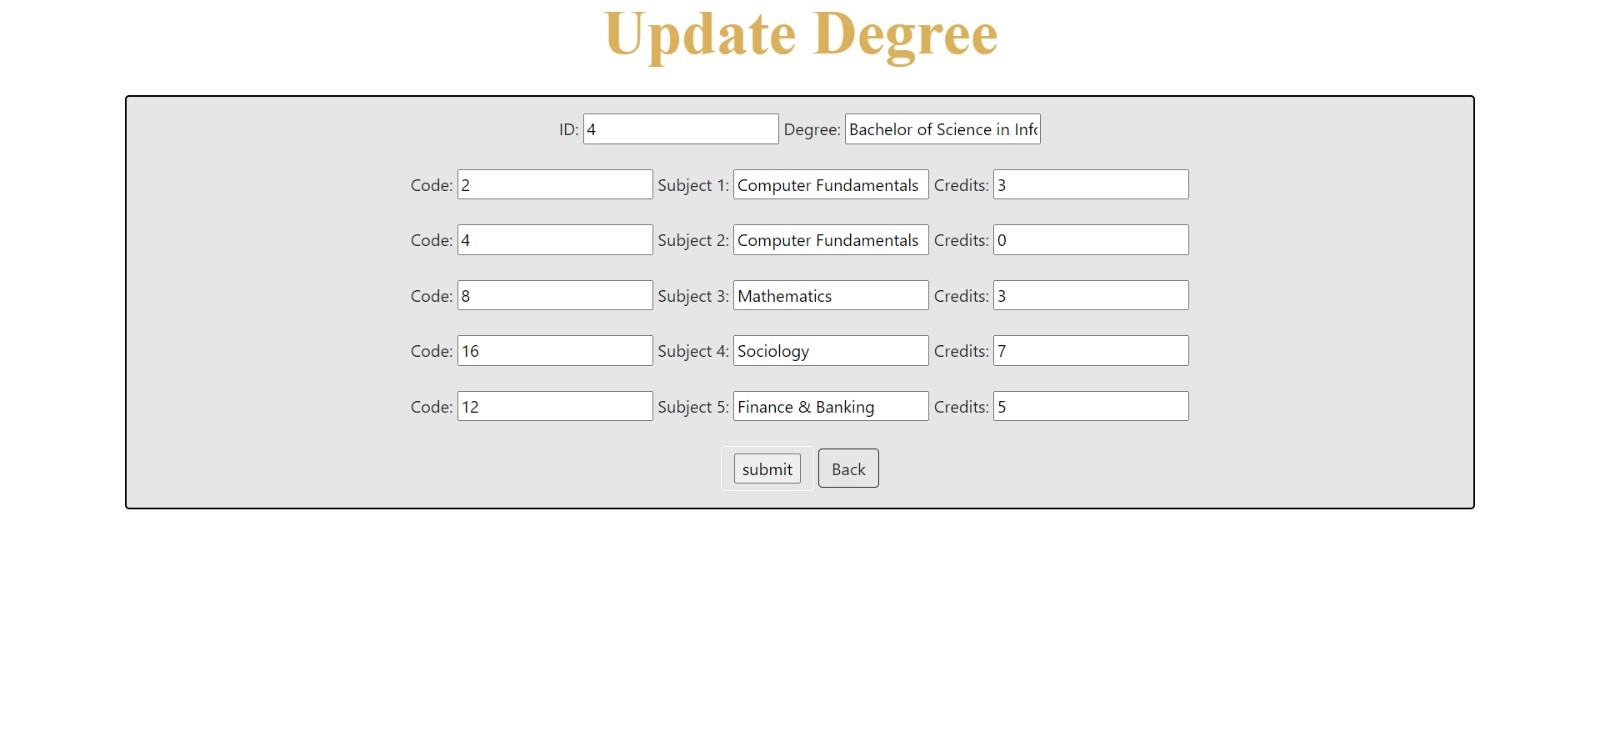 Update Degree
ID: 4 Degree: Bachelor of Science in Info
Code: 2 Subject 1: Computer Fundamentals Credits: 3
Code: 4 Subject 2: Computer Fundamentals Credits: 0
Code: 8 Subject 3: Mathematics Credits: 3
Code: 16 Subject 4: Sociology Credits: 7
Code: 12 Subject 5: Finance & Banking Credits: 5
submit Back